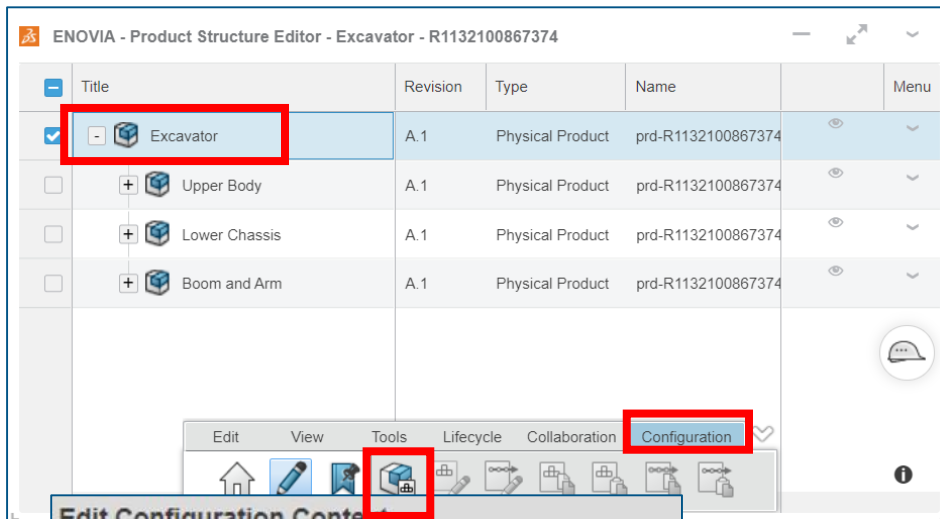 ENOVIA - Product Structure Editor - Excavator - R1132100867374
Title Revision Type Name Menu
Excavator A.1 Physical Product prd-R1132100867374
Upper Body A.1 Physical Product prd-R1132100867374
Lower Chassis A.1 Physical Product prd-R1132100867374
Boom and Arm A.1 Physical Product prd-R1132100867374
Edit View Tools Lifecycle Collaboration Configuration
Edit Configuration